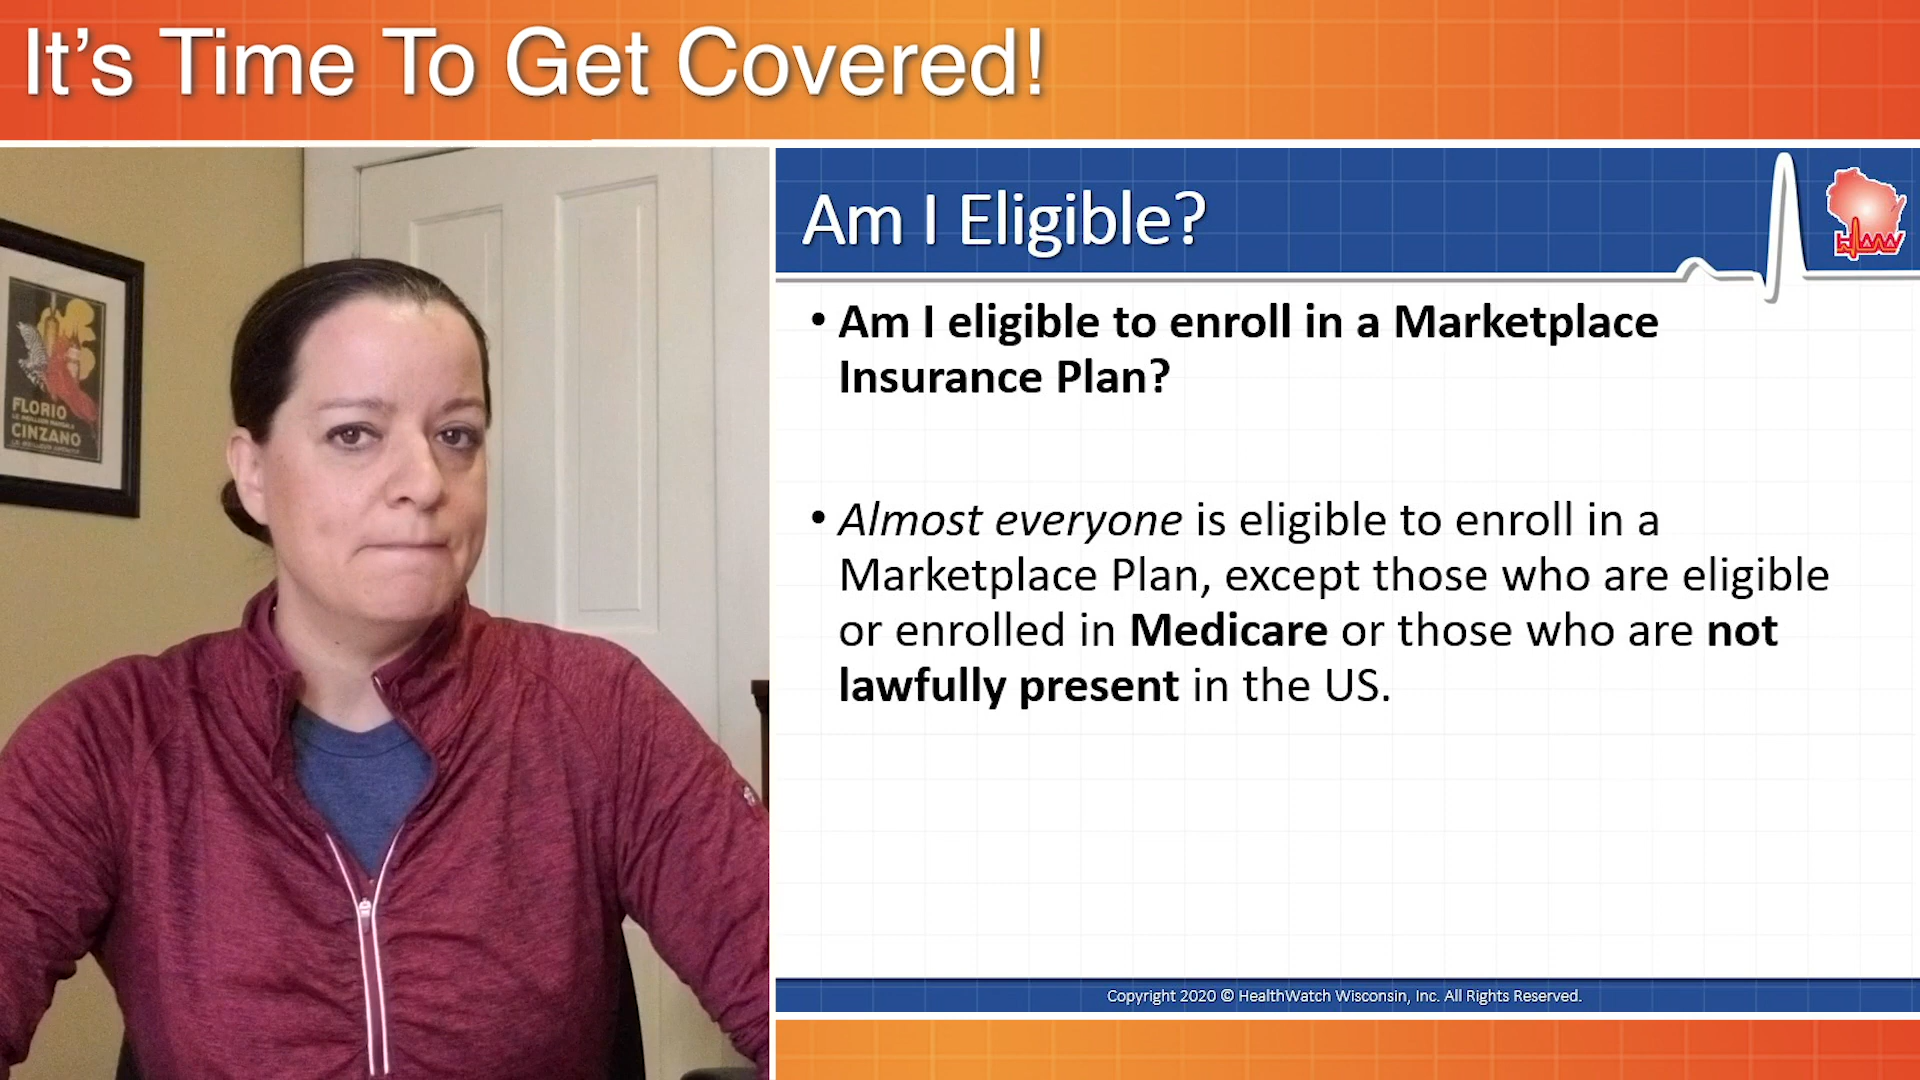 It's Time To Get Covered!
Am I Eligible?
• Am I eligible to enroll in a Marketplace
Insurance Plan?
• Almost everyone is eligible to enroll in a
Marketplace Plan, except those who are eligible
or enrolled in Medicare or those who are not
lawfully present in the US.
Copyright 2020 © HealthWatch Wisconsin, Inc. All Rights Reserved.
FLORIO
CINZANO